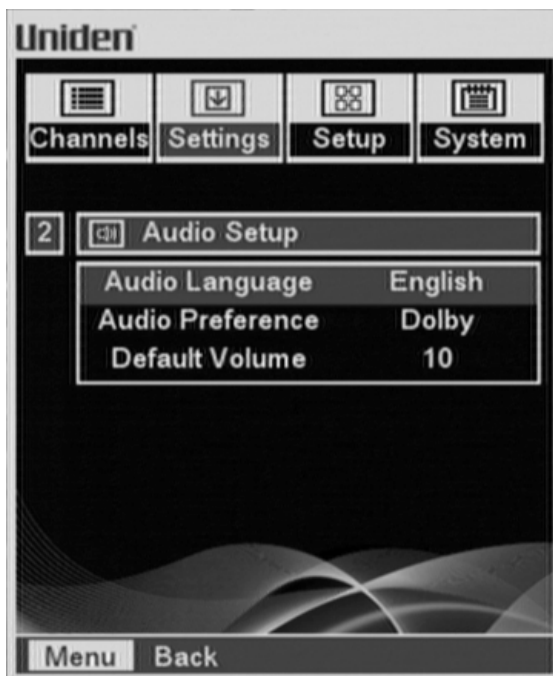 Uniden
Channels Settings Setup System
2 Audio Setup
Audio Language English
Audio Preference Dolby
Default Volume 10
Menu Back